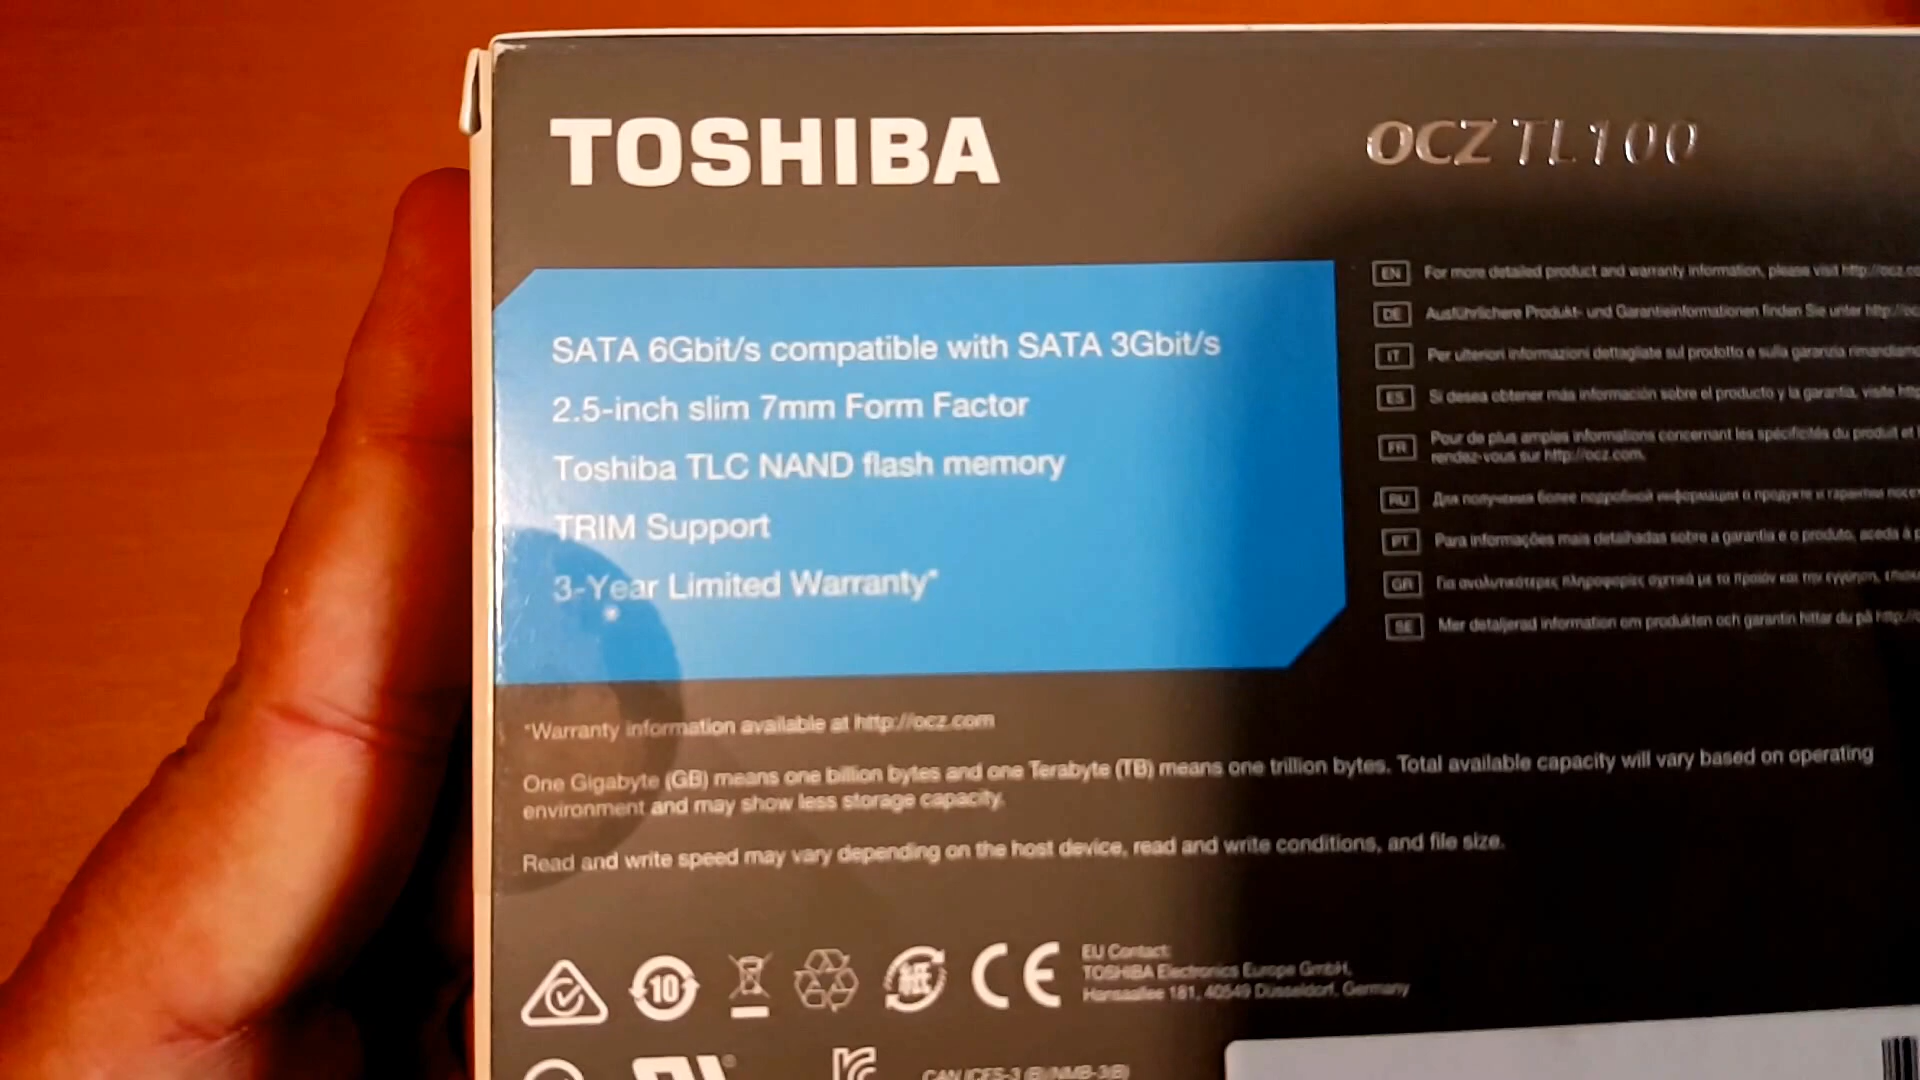 TOSHIBA
OCZ TL100
SATA 6Gbit/s compatible with SATA 3Gbit/s
2.5-inch slim 7mm Form Factor
Toshiba TLC NAND flash memory
TRIM Support
3-Year Limited Warranty*
EN For more detailed product and warranty information, please visit http://ocz.co
DE Ausführlichere Produkt- und Garantieinformationen finden Sie unter http://oc
IT Per ulteriori informazioni dettagliate sul prodotto e sulla garanzia rimandiamo
ES Si desea obtener más información sobre el producto y la garantía, visite
FR Pour de plus amples informations concernant les spécificités du produit et
rendez-vous sur http://ocz.com.
RU Для получения более подробной информации о продукте и гарантии
PT Para informações mais detalhadas sobre a garantia e o produto, aceda à
GR Για αναλυτικότερες πληροφορίες σχετικά με το προϊόν και την εγγύηση,
SE Mer detaljerad information om produkten och garantin hittar du på http://
*Warranty information available at http://ocz.com
One Gigabyte (GB) means one billion bytes and one Terabyte (TB) means one trillion bytes. Total available capacity will vary based on operating
environment and may show less storage capacity.
Read and write speed may vary depending on the host device, read and write conditions, and file size.
10
紙
CE
EU Contact:
TOSHIBA Electronics Europe GmbH,
Hansaallee 181, 40549 Düsseldorf, Germany
CAN ICES-3 (B)/NMB-3(B)